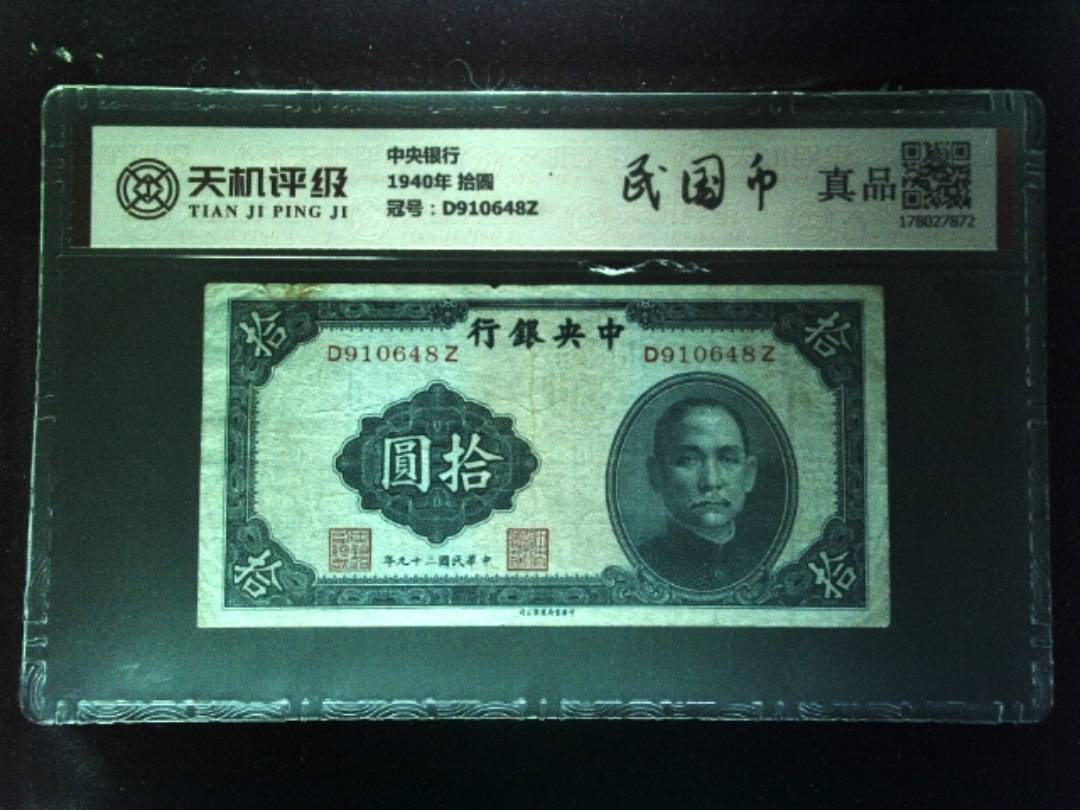 天机评级
TIAN JI PING JI
中央银行
1940年 拾圆
冠号：D910648Z
民国币
真品
178027872
行銀央中
D910648Z
D910648Z
拾
拾
圓拾
年九十二國民華中
拾
拾